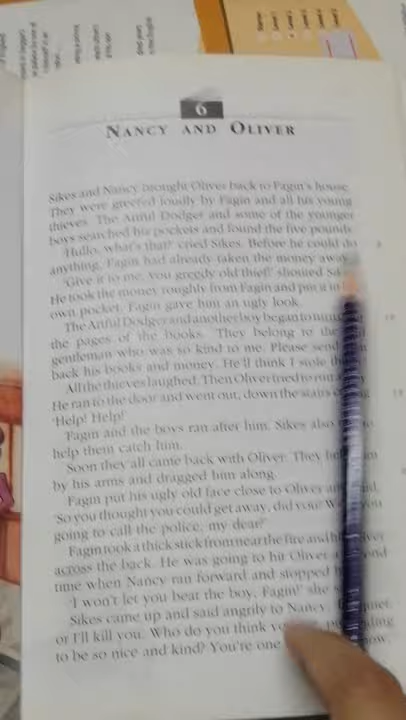 6
NANCY AND OLIVER
Sikes and Nancy brought Oliver back to Fagin's house.
They were greeted loudly by Fagin and all his young
thieves. The Artful Dodger and some of the younger
boys searched his pockets and found the five pounds.
'Hullo, what's that?' cried Sikes. Before he could do
anything, Fagin had already taken the money away.
'Give it to me, you greedy old thief!' shouted
He took the money roughly from Fagin and put it in
own pocket. Fagin gave him an ugly look.
The Artful Dodger and another boy began to
the pages of the books. 'They belong to the
gentleman who was so kind to me. Please send
back his books and money. He'll think I stole
All the thieves laughed. Then Oliver tried to run
He ran to the door and went out, down the stairs
'Help! Help!'
Fagin and the boys ran after him. Sikes also
help them catch him.
Soon they all came back with Oliver. They
by his arms and dragged him along.
Fagin put his ugly old face close to Oliver
'So you thought you could get away, did you? you
going to call the police, my dear?'
Fagin took a thick stick from near the fire and
across the back. He was going to hit Oliver
time when Nancy ran forward and stopped
'I won't let you beat the boy, Fagin!' she
Sikes came up and said angrily to Nancy,
or I'll kill you. Who do you think
to be so nice and kind? You're one now.